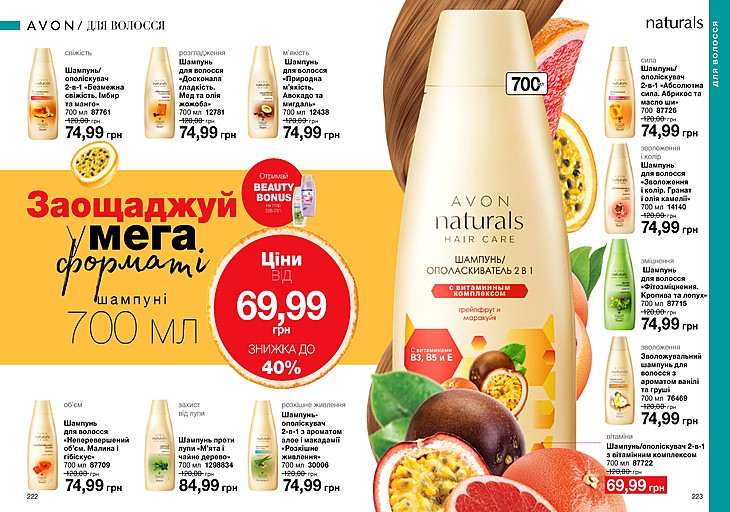 AVON / ДЛЯ ВОЛОССЯ
свіжість
Шампунь/
ополіскувач
2-в-1 «Безмежна
свіжість. Імбир
та манго»
700 мл 87761
120,00 грн
74,99 грн
розгладження
Шампунь
для волосся
«Досконала
гладкість.
Мед та олія
жожоба»
700 мл 12781
120,00 грн
74,99 грн
м'якість
Шампунь
для волосся
«Природна
м'якість.
Авокадо та
мигдаль»
700 мл 12438
120,00 грн
74,99 грн
Отримай
BEAUTY
BONUS
на стор.
Заощаджуй
у мега
форматі
шампуні
700 мл
Ціни
ВІД
69,99
грн
ЗНИЖКА ДО
40%
об'єм
Шампунь
для волосся
«Неперевершений
об'єм. Малина і
гібіскус»
700 мл 87709
120,00 грн
74,99 грн
захист
від лупи
Шампунь проти
лупи «М'ята і
чайне дерево»
700 мл 1298834
120,00 грн
84,99 грн
розкішне живлення
Шампунь-
ополіскувач
2-в-1 з ароматом
алое і макадамії
«Розкішне
живлення»
700 мл 30006
120,00 грн
74,99 грн
222
700 мл
AVON
naturals
HAIR CARE
ШАМПУНЬ/
ОПОЛАСКИВАТЕЛЬ 2 В 1
С ВИТАМИННЫМ
КОМПЛЕКСОМ
грейпфрут и
маракуйя
С витаминами
B3, B5 и E
naturals
ДЛЯ ВОЛОССЯ
сила
Шампунь/
ополіскувач
2-в-1 «Абсолютна
сила. Абрикос та
масло ши»
700 87726
120,00 грн
74,99 грн
зволоження
і колір
Шампунь
для волосся
«Зволоження
і колір. Гранат
і олія камелії»
700 мл 14140
120,00 грн
74,99 грн
зміцнення
Шампунь
для волосся
«Фітозміцнення.
Кропива та лопух»
700 мл 87715
120,00 грн
74,99 грн
зволоження
Зволожувальний
шампунь для
волосся з
ароматом ванілі
та груші
700 мл 76469
120,00 грн
74,99 грн
вітаміни
Шампунь/ополіскувач 2-в-1
з вітамінним комплексом
700 мл 87722
120,00 грн
69,99 грн
223